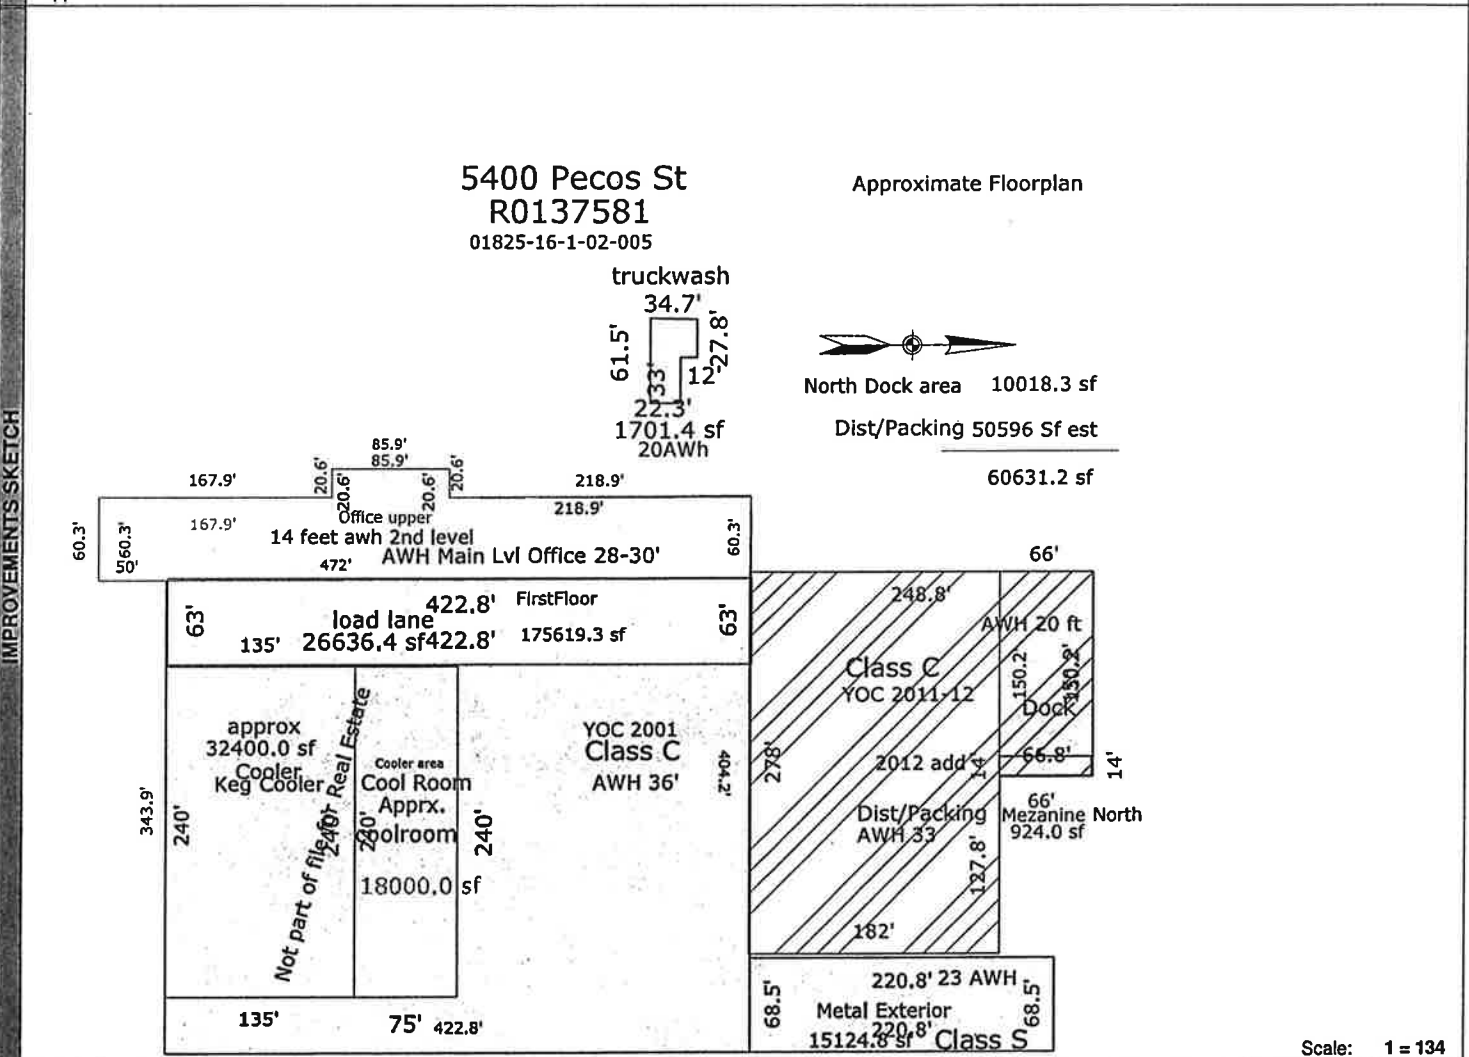 IMPROVEMENTS SKETCH
5400 Pecos St
R0137581
01825-16-1-02-005
Approximate Floorplan
truckwash
34.7'
61.5'
27.8'
33'
12'
22.3'
1701.4 sf
20AWh
North Dock area 10018.3 sf
Dist/Packing 50596 Sf est
60631.2 sf
85.9'
85.9'
167.9'
20.6'
20.6'
20.6'
20.6'
218.9'
167.9'
218.9'
Office upper
14 feet awh 2nd level
AWH Main Lvl Office 28-30'
60.3'
60.3'
60.3'
50'
472'
63'
422.8' FirstFloor
load lane
135' 26636.4 sf 422.8' 175619.3 sf
63'
66'
248.8'
AWH 20 ft
Class C
YOC 2011-12
150.2'
150.2'
Dock
approx
32400.0 sf
Cooler
Keg Cooler
Not part of file for Real Estate
Cooler area
Cool Room
Apprx.
coolroom
18000.0 sf
YOC 2001
Class C
AWH 36'
404.2'
278'
2012 add
14'
66.8'
14'
343.9'
240'
240'
240'
240'
Dist/Packing
AWH 33
66'
Mezanine North
924.0 sf
127.8'
182'
135'
75' 422.8'
220.8' 23 AWH
68.5'
68.5'
Metal Exterior
220.8'
15124.8 sf Class S
Scale: 1 = 134